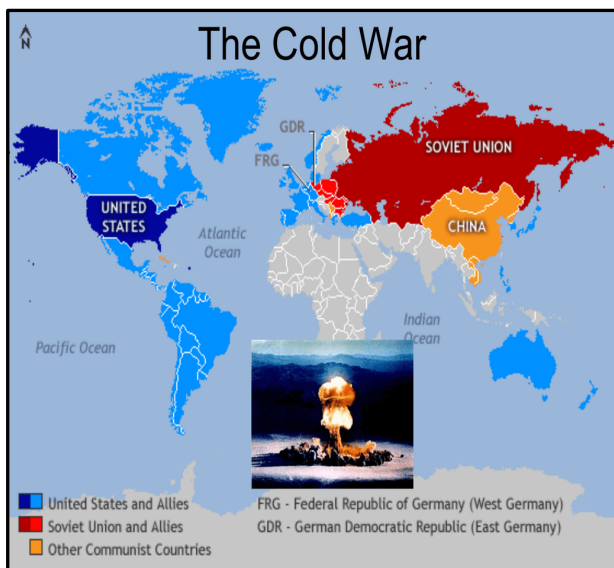 The Cold War
N
GDR
FRG
SOVIET UNION
UNITED
STATES
CHINA
Atlantic
Ocean
Pacific Ocean
Indian
Ocean
United States and Allies
Soviet Union and Allies
Other Communist Countries
FRG - Federal Republic of Germany (West Germany)
GDR - German Democratic Republic (East Germany)